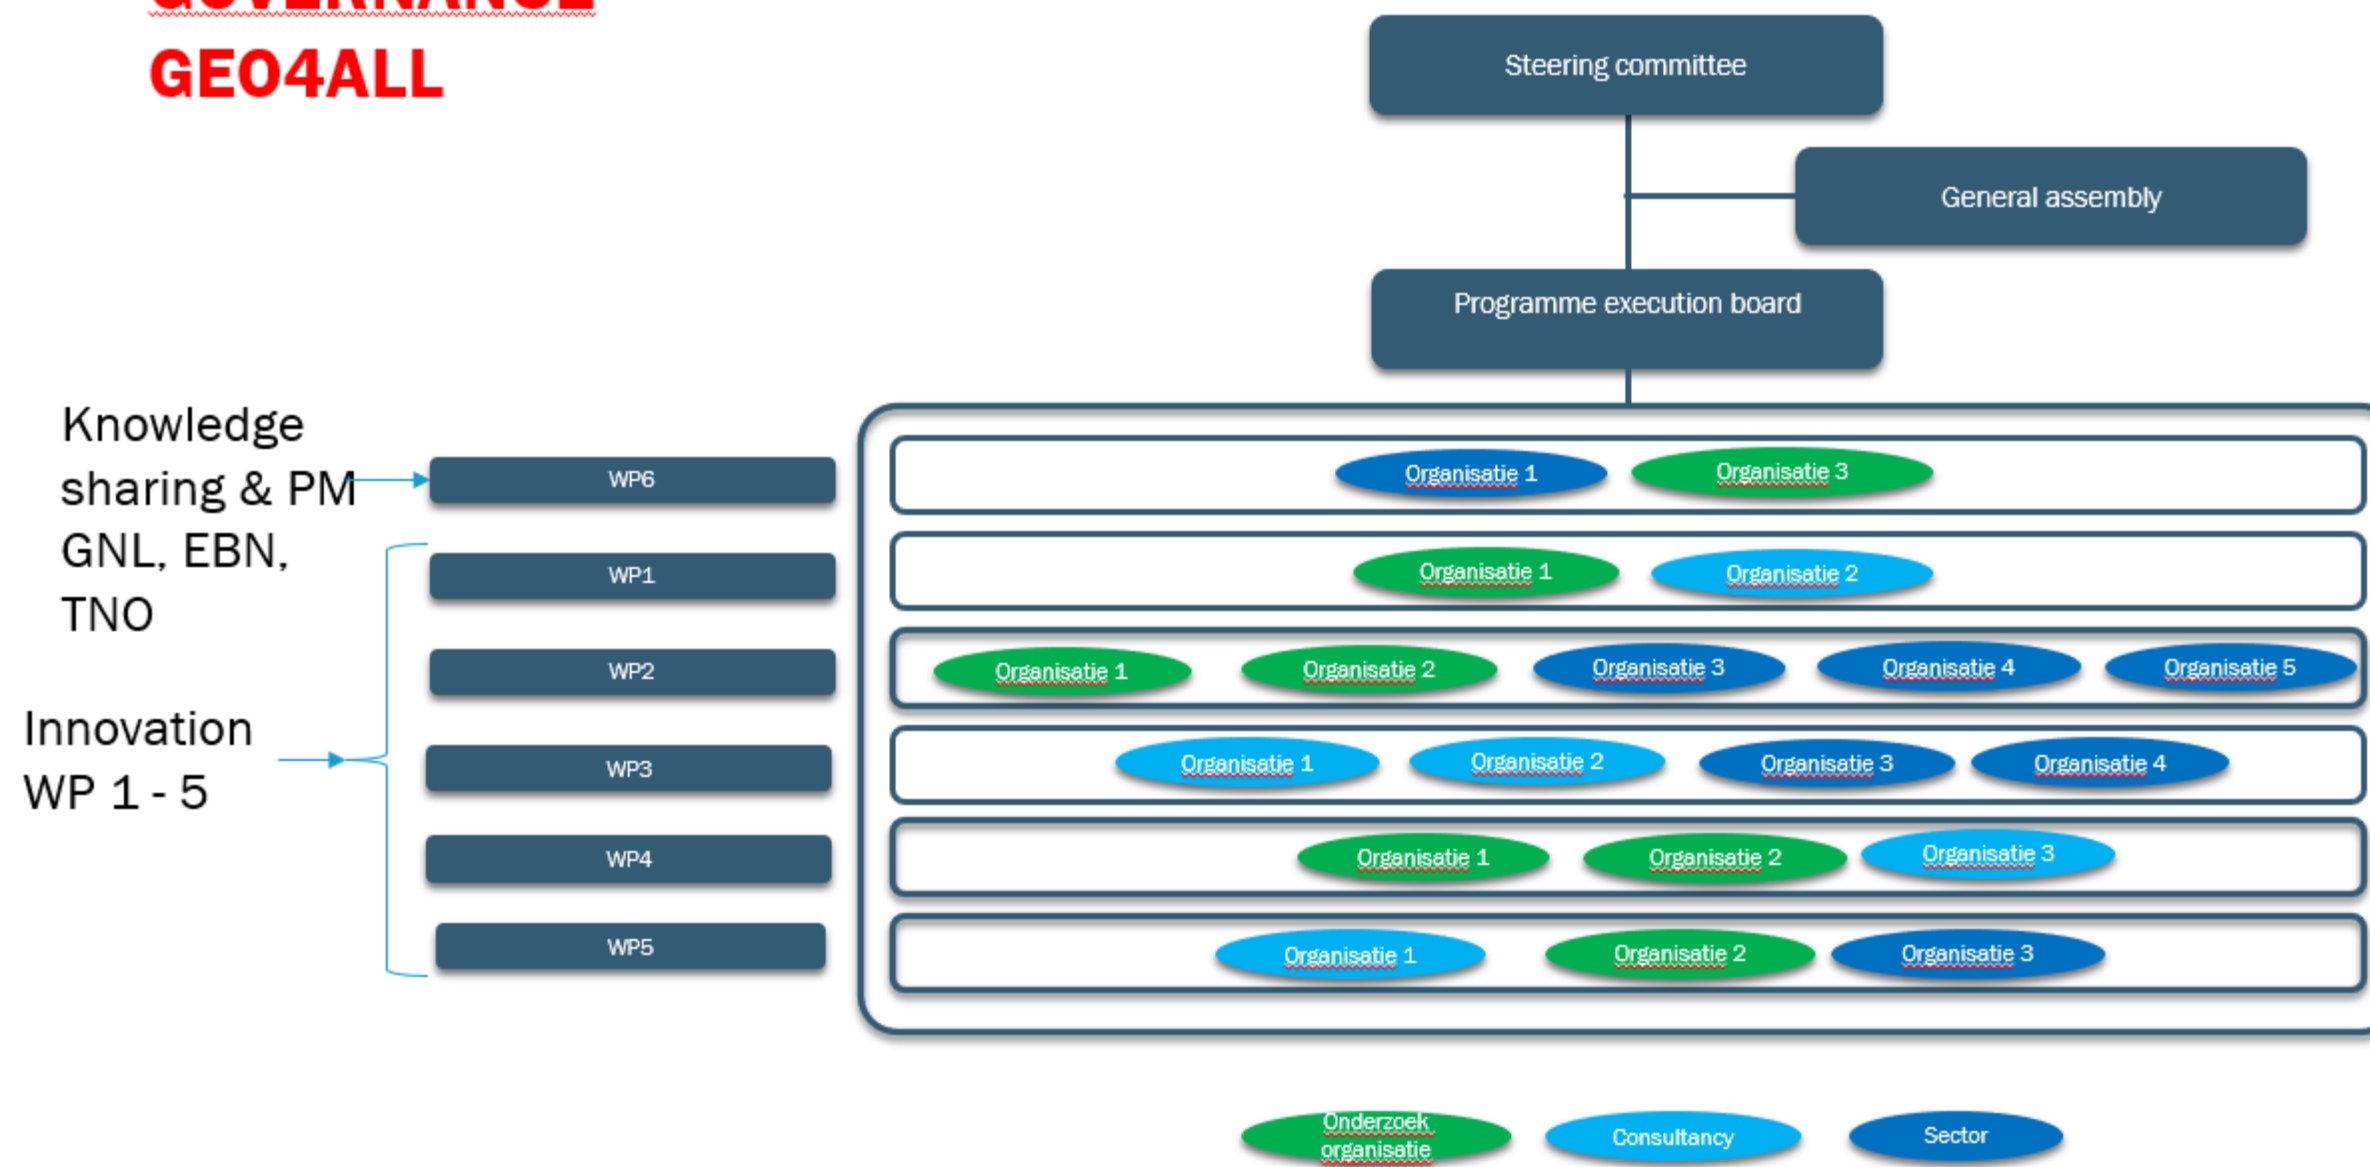 GOVERNANCE
GEO4ALL
Steering committee
General assembly
Programme execution board
Knowledge
sharing & PM
GNL, EBN,
TNO
Innovation
WP 1 - 5
WP6
Organisatie 1
Organisatie 3
WP1
Organisatie 1
Organisatie 2
WP2
Organisatie 1
Organisatie 2
Organisatie 3
Organisatie 4
Organisatie 5
WP3
Organisatie 1
Organisatie 2
Organisatie 3
Organisatie 4
WP4
Organisatie 1
Organisatie 2
Organisatie 3
WP5
Organisatie 1
Organisatie 2
Organisatie 3
Onderzoek
organisatie
Consultancy
Sector